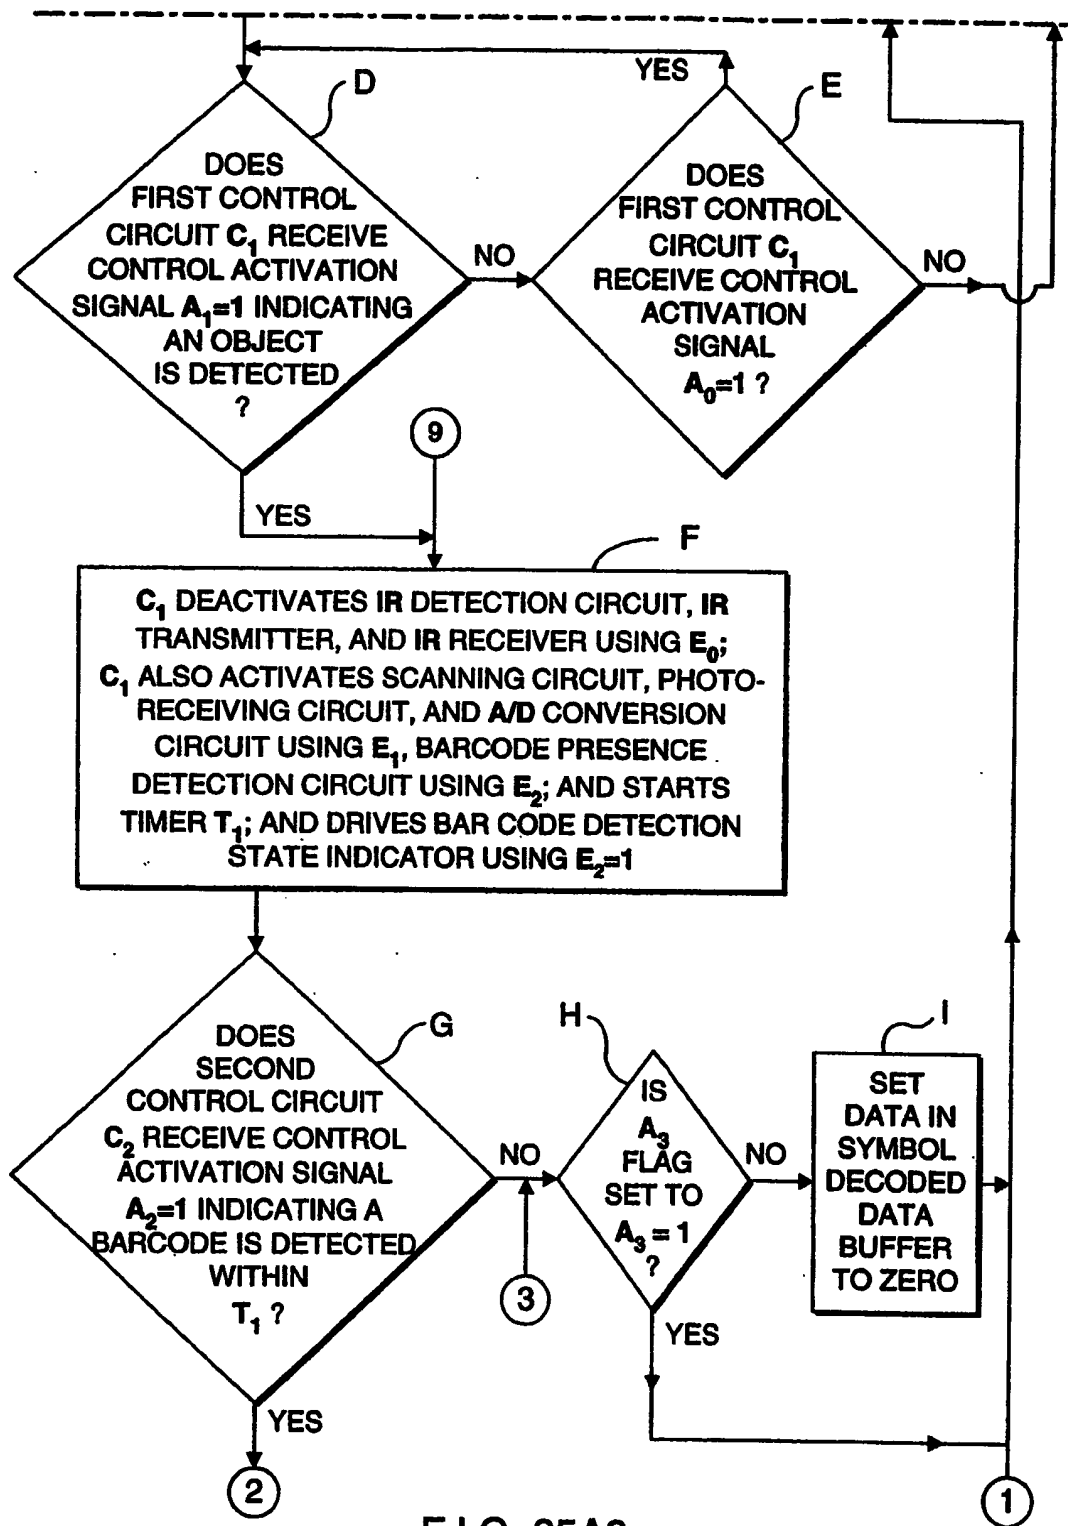 YES
D
E
DOES
FIRST CONTROL
CIRCUIT C1 RECEIVE
CONTROL ACTIVATION
SIGNAL A1=1 INDICATING
AN OBJECT
IS DETECTED
?
NO
DOES
FIRST CONTROL
CIRCUIT C1
RECEIVE CONTROL
ACTIVATION
SIGNAL
A0=1 ?
NO
9
YES
F
C1 DEACTIVATES IR DETECTION CIRCUIT, IR
TRANSMITTER, AND IR RECEIVER USING E0;
C1 ALSO ACTIVATES SCANNING CIRCUIT, PHOTO-
RECEIVING CIRCUIT, AND A/D CONVERSION
CIRCUIT USING E1, BARCODE PRESENCE
DETECTION CIRCUIT USING E2; AND STARTS
TIMER T1; AND DRIVES BAR CODE DETECTION
STATE INDICATOR USING E2=1
G
DOES
SECOND
CONTROL CIRCUIT
C2 RECEIVE CONTROL
ACTIVATION SIGNAL
A2=1 INDICATING A
BARCODE IS DETECTED
WITHIN
T1 ?
NO
3
H
IS
A3
FLAG
SET TO
A3 = 1
?
NO
I
SET
DATA IN
SYMBOL
DECODED
DATA
BUFFER
TO ZERO
YES
YES
2
1